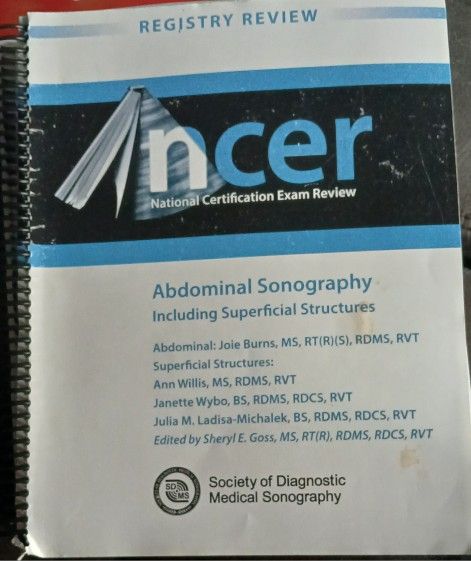 REGISTRY REVIEW
ncer
National Certification Exam Review
Abdominal Sonography
Including Superficial Structures
Abdominal: Joie Burns, MS, RT(R)(S), RDMS, RVT
Superficial Structures:
Ann Willis, MS, RDMS, RVT
Janette Wybo, BS, RDMS, RDCS, RVT
Julia M. Ladisa-Michalek, BS, RDMS, RDCS, RVT
Edited by Sheryl E. Goss, MS, RT(R), RDMS, RDCS, RVT
SD
MS
Society of Diagnostic
Medical Sonography